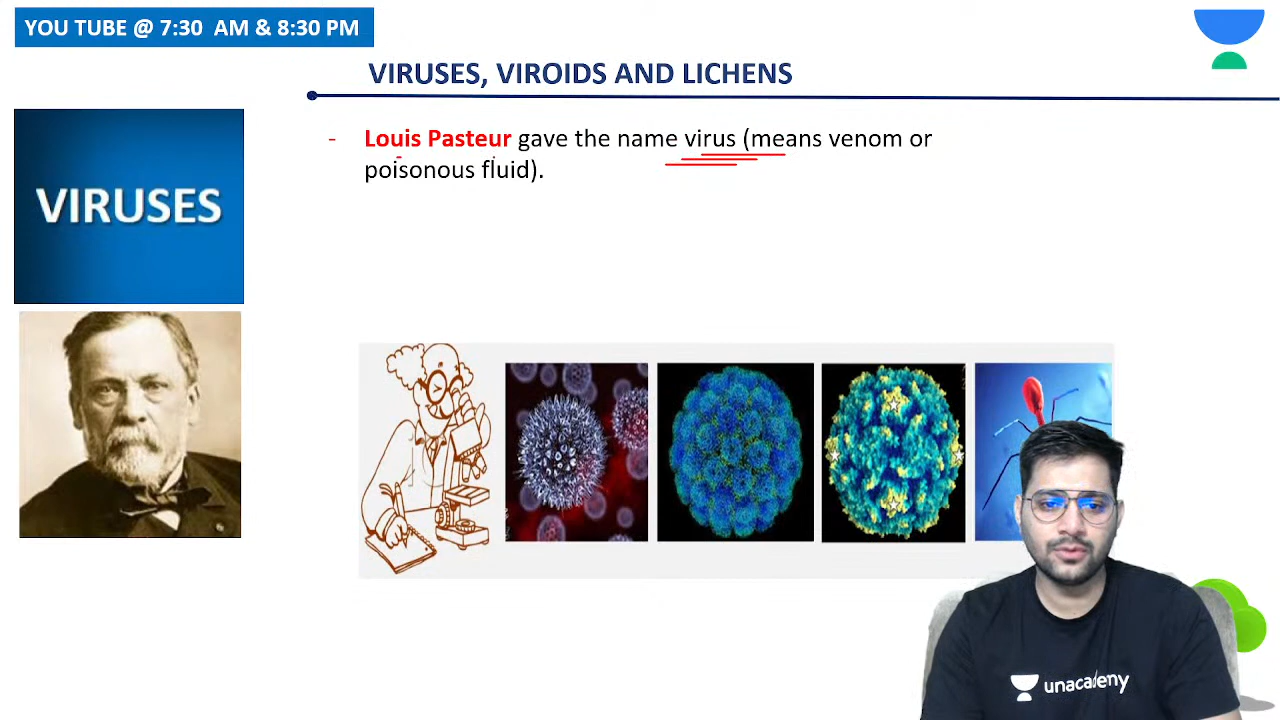 YOU TUBE @ 7:30 AM & 8:30 PM
VIRUSES, VIROIDS AND LICHENS
- Louis Pasteur gave the name virus (means venom or
poisonous fluid).
VIRUSES
unacademy